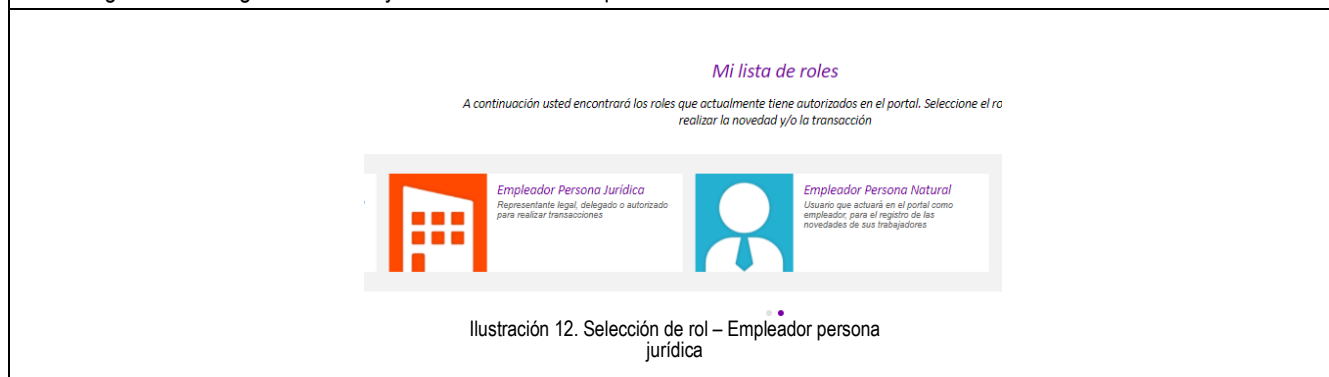 Mi lista de roles
A continuación usted encontrará los roles que actualmente tiene autorizados en el portal. Seleccione el ro
realizar la novedad y/o la transacción
Empleador Persona Jurídica
Representante legal, delegado o autorizado
para realizar transacciones
Empleador Persona Natural
Usuario que actuará en el portal como
empleador, para el registro de las
novedades de sus trabajadores
Ilustración 12. Selección de rol – Empleador persona
jurídica